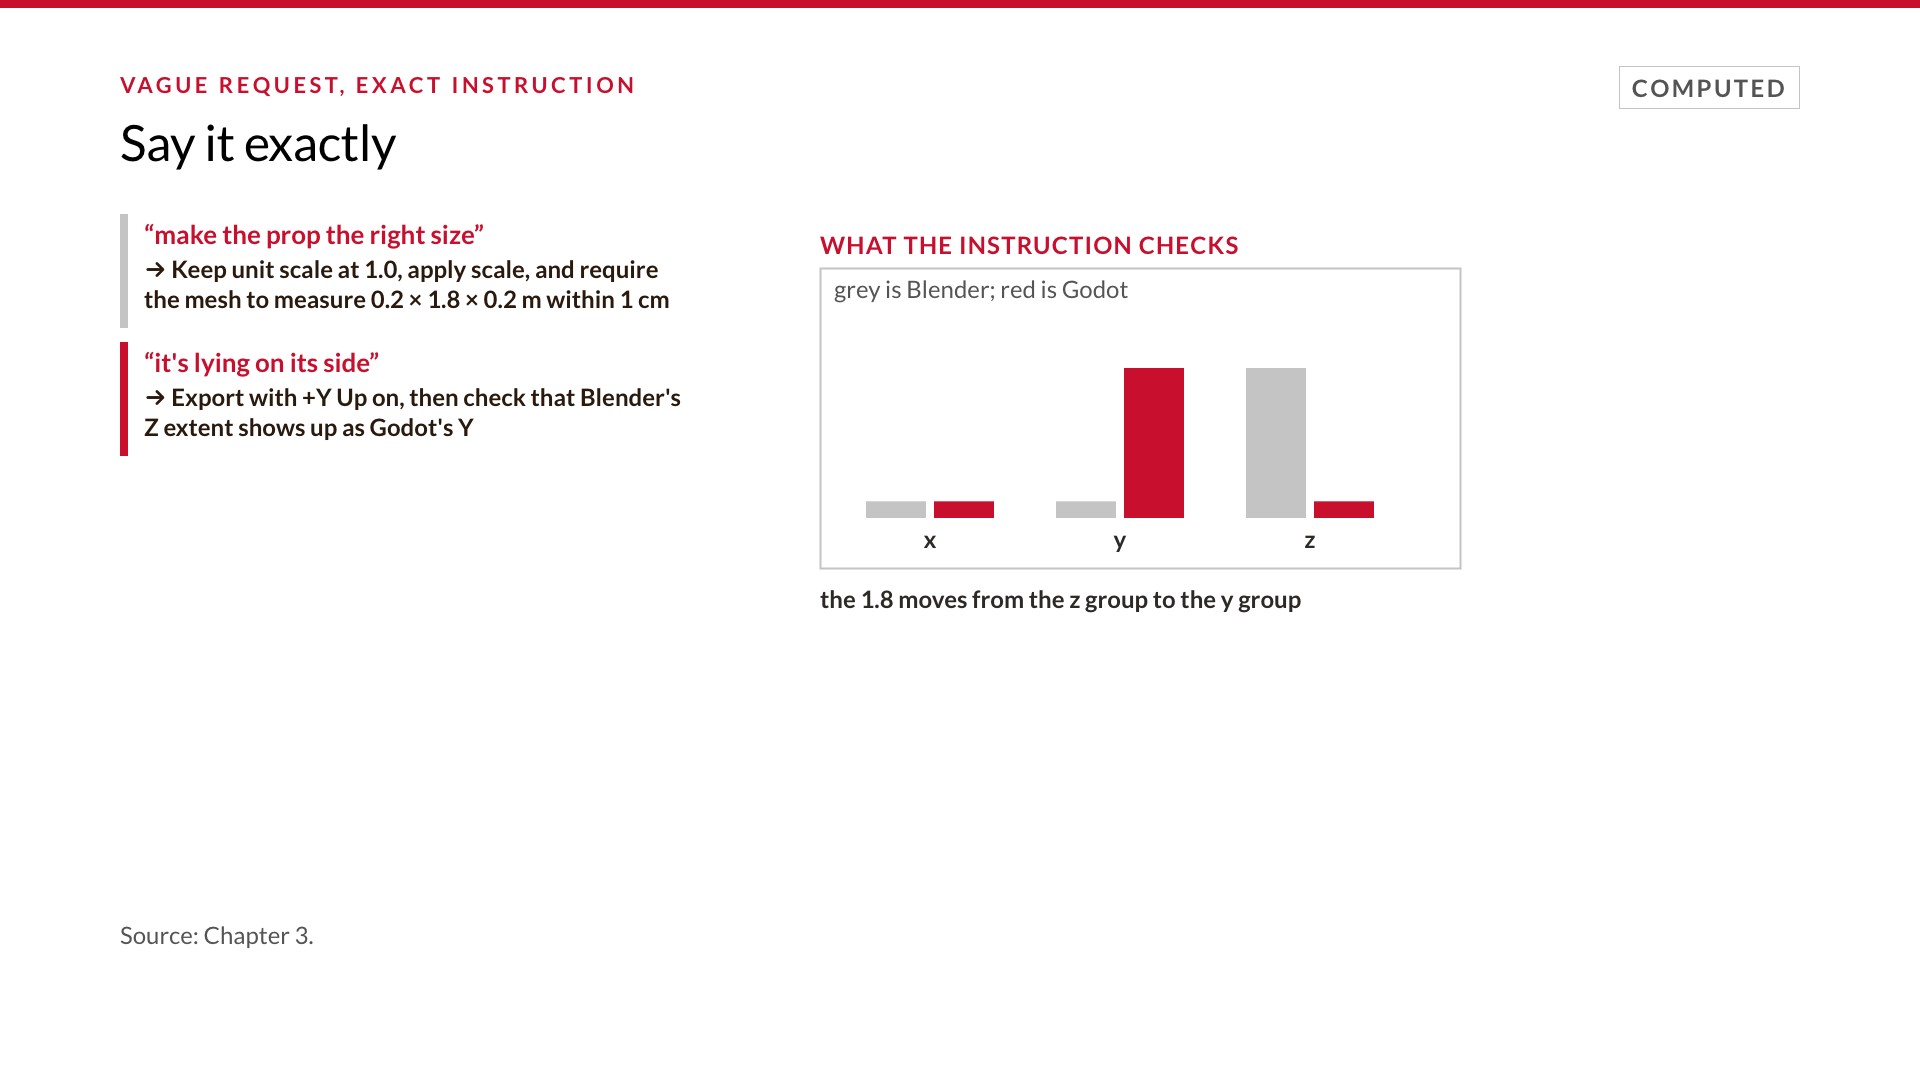 VAGUE REQUEST, EXACT INSTRUCTION
COMPUTED
Say it exactly
“make the prop the right size”
→ Keep unit scale at 1.0, apply scale, and require
the mesh to measure 0.2 × 1.8 × 0.2 m within 1 cm
“it's lying on its side”
→ Export with +Y Up on, then check that Blender's
Z extent shows up as Godot's Y
WHAT THE INSTRUCTION CHECKS
grey is Blender; red is Godot
x
y
z
the 1.8 moves from the z group to the y group
Source: Chapter 3.